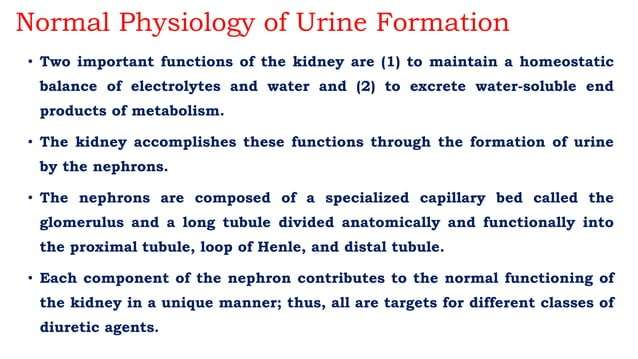 Normal Physiology of Urine Formation
• Two important functions of the kidney are (1) to maintain a homeostatic
balance of electrolytes and water and (2) to excrete water-soluble end
products of metabolism.
• The kidney accomplishes these functions through the formation of urine
by the nephrons.
• The nephrons are composed of a specialized capillary bed called the
glomerulus and a long tubule divided anatomically and functionally into
the proximal tubule, loop of Henle, and distal tubule.
• Each component of the nephron contributes to the normal functioning of
the kidney in a unique manner; thus, all are targets for different classes of
diuretic agents.